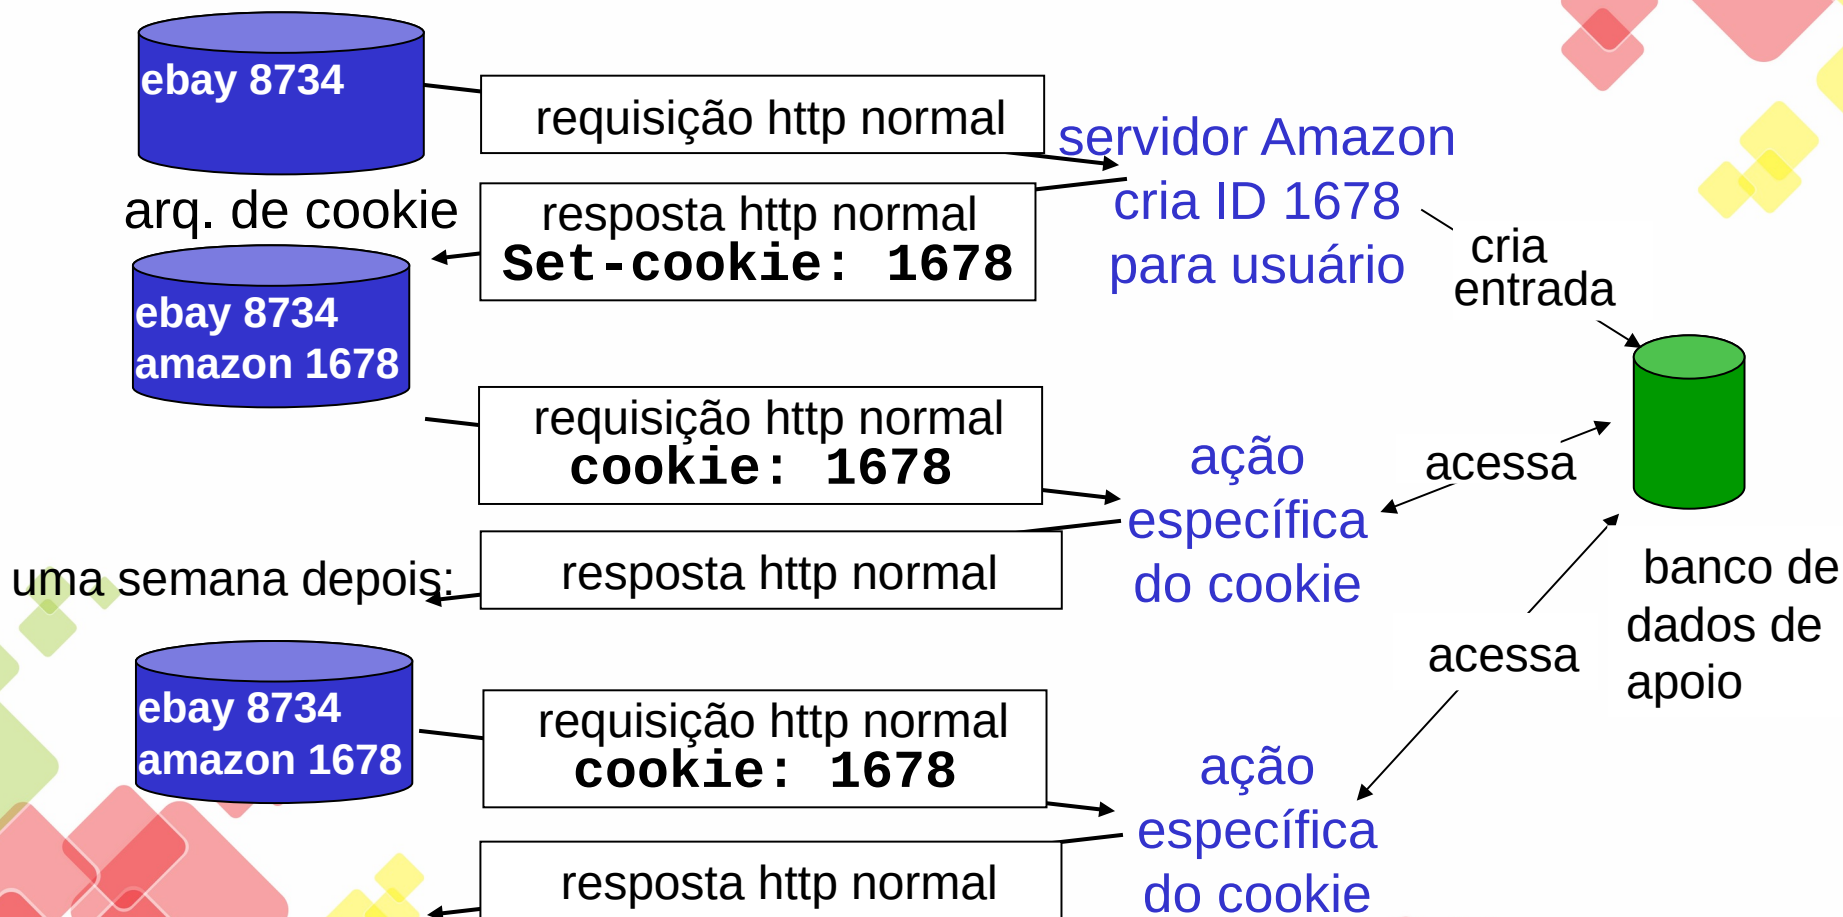 ebay 8734
requisição http normal
servidor Amazon
cria ID 1678
para usuário
arq. de cookie
resposta http normal
Set-cookie: 1678
cria
entrada
ebay 8734
amazon 1678
requisição http normal
cookie: 1678
ação
específica
do cookie
acessa
resposta http normal
uma semana depois:
banco de
dados de
apoio
acessa
ebay 8734
amazon 1678
requisição http normal
cookie: 1678
ação
específica
do cookie
resposta http normal